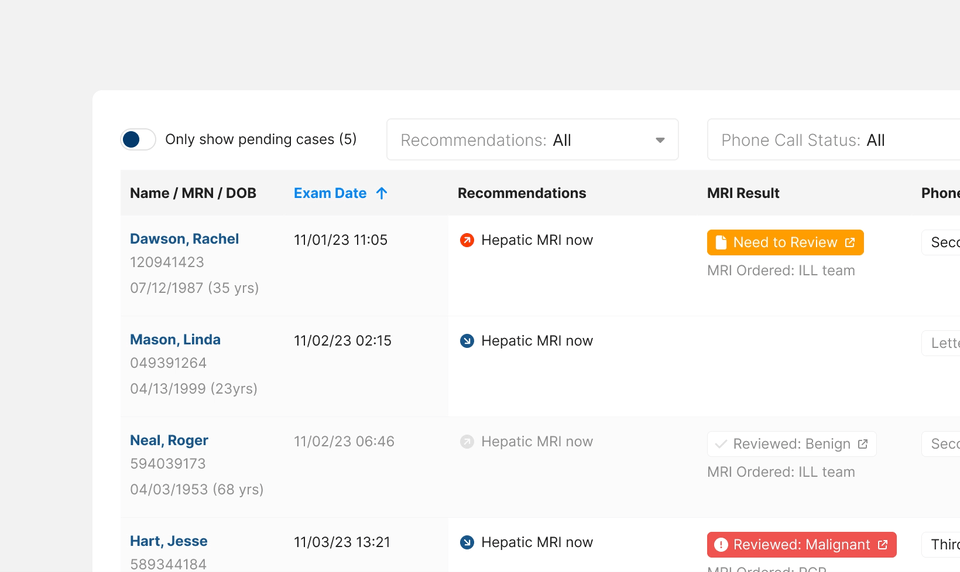 Only show pending cases (5)
Recommendations: All
Phone Call Status: All
Name / MRN / DOB
Exam Date
Recommendations
MRI Result
Phone
Dawson, Rachel
11/01/23 11:05
Hepatic MRI now
Need to Review
Seco
120941423
MRI Ordered: ILL team
07/12/1987 (35 yrs)
Mason, Linda
11/02/23 02:15
Hepatic MRI now
Lette
049391264
04/13/1999 (23yrs)
Neal, Roger
11/02/23 06:46
Hepatic MRI now
Reviewed: Benign
Seco
594039173
MRI Ordered: ILL team
04/03/1953 (68 yrs)
Hart, Jesse
11/03/23 13:21
Hepatic MRI now
Reviewed: Malignant
Third
589344184
MRI Ordered: PCP